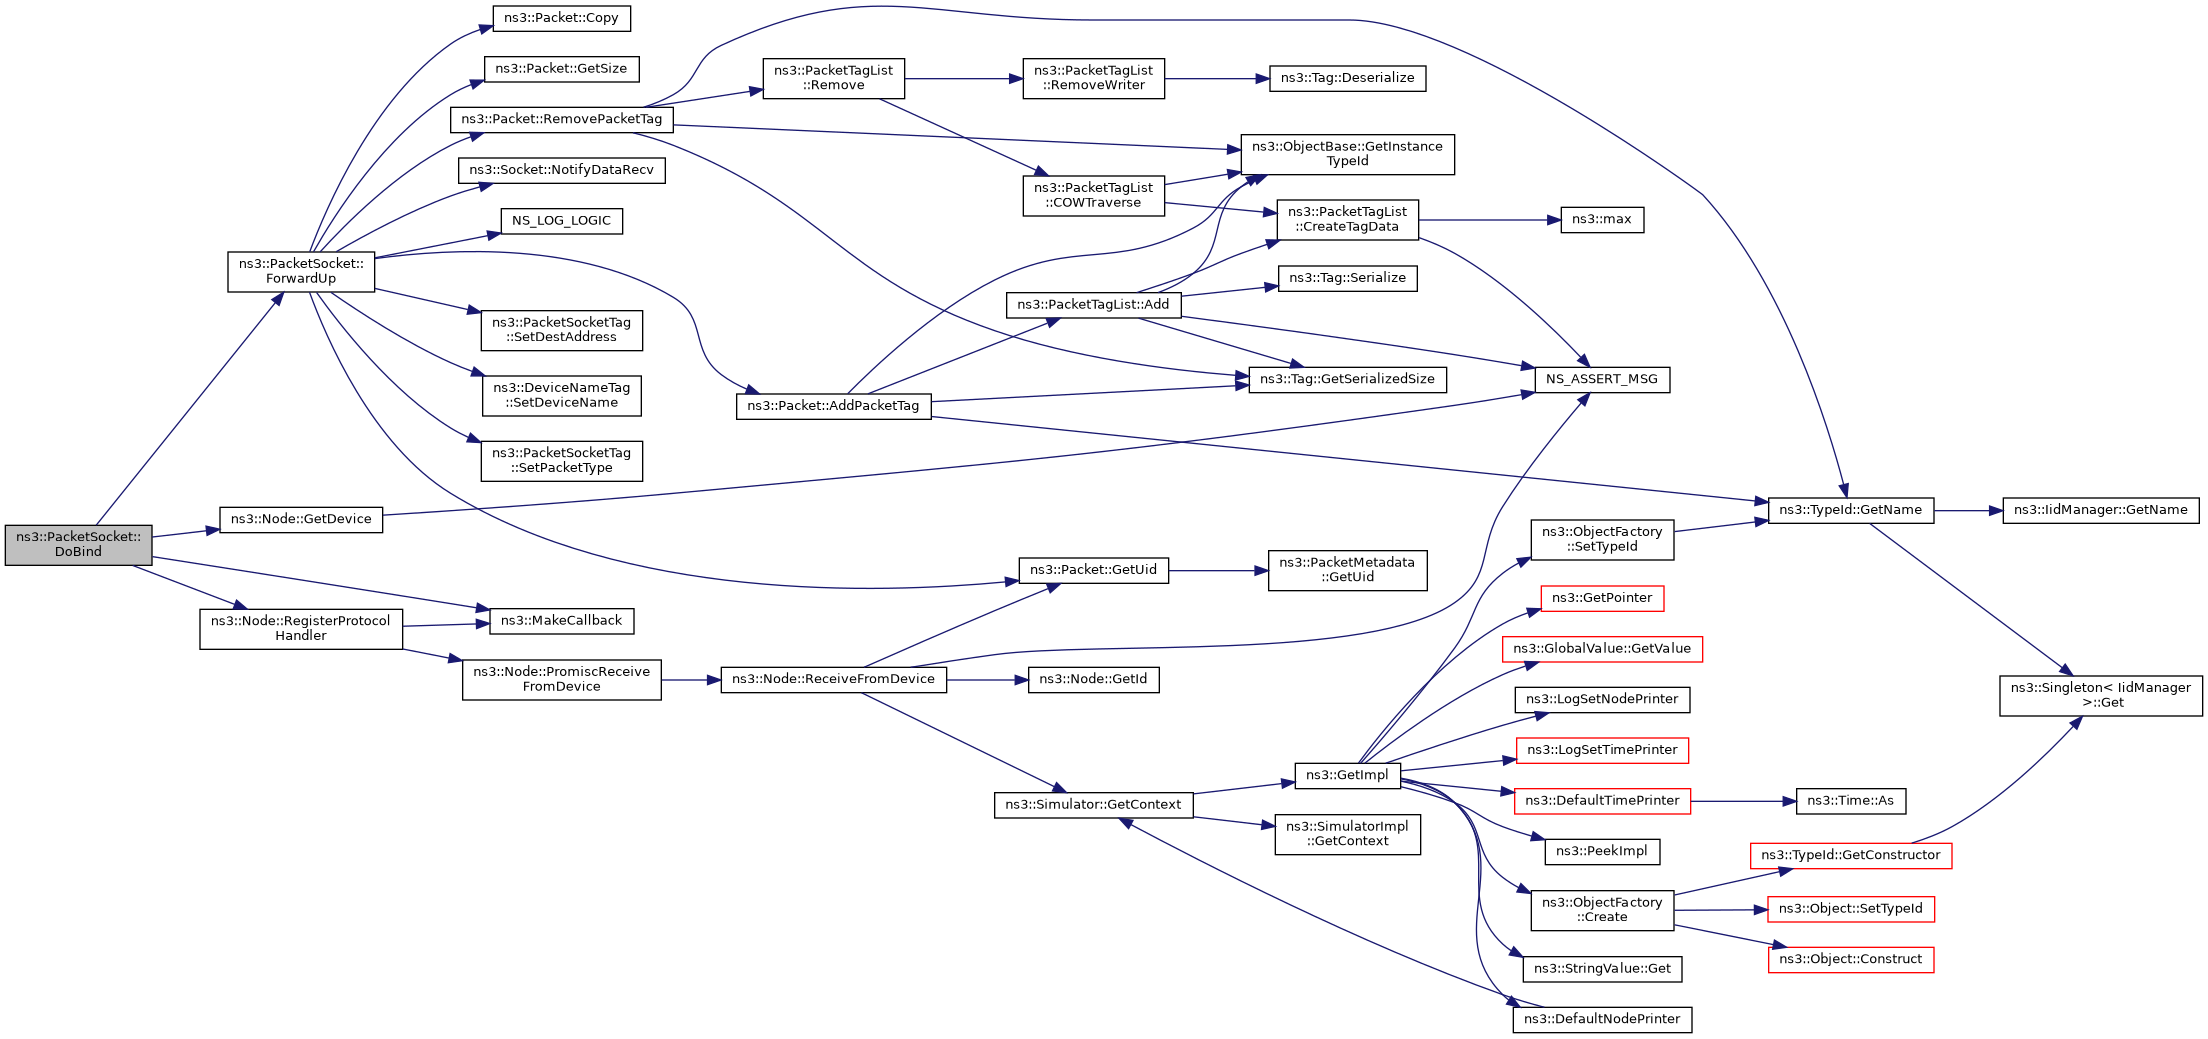 ns3::PacketSocket::
DoBind
ns3::PacketSocket::
ForwardUp
ns3::Node::GetDevice
ns3::Node::RegisterProtocol
Handler
ns3::Packet::Copy
ns3::Packet::GetSize
ns3::Packet::RemovePacketTag
ns3::Socket::NotifyDataRecv
NS_LOG_LOGIC
ns3::PacketSocketTag
::SetDestAddress
ns3::DeviceNameTag
::SetDeviceName
ns3::PacketSocketTag
::SetPacketType
ns3::MakeCallback
ns3::Node::PromiscReceive
FromDevice
ns3::PacketTagList
::Remove
ns3::Packet::AddPacketTag
ns3::Node::ReceiveFromDevice
ns3::PacketTagList
::RemoveWriter
ns3::PacketTagList
::COWTraverse
ns3::PacketTagList::Add
ns3::Packet::GetUid
ns3::Node::GetId
ns3::Simulator::GetContext
ns3::Tag::Deserialize
ns3::ObjectBase::GetInstance
TypeId
ns3::PacketTagList
::CreateTagData
ns3::Tag::Serialize
ns3::Tag::GetSerializedSize
ns3::PacketMetadata
::GetUid
ns3::GetImpl
ns3::SimulatorImpl
::GetContext
ns3::max
NS_ASSERT_MSG
ns3::ObjectFactory
::SetTypeId
ns3::GetPointer
ns3::GlobalValue::GetValue
ns3::LogSetNodePrinter
ns3::LogSetTimePrinter
ns3::DefaultTimePrinter
ns3::PeekImpl
ns3::ObjectFactory
::Create
ns3::StringValue::Get
ns3::DefaultNodePrinter
ns3::TypeId::GetName
ns3::Time::As
ns3::TypeId::GetConstructor
ns3::Object::SetTypeId
ns3::Object::Construct
ns3::IidManager::GetName
ns3::Singleton< IidManager
>::Get